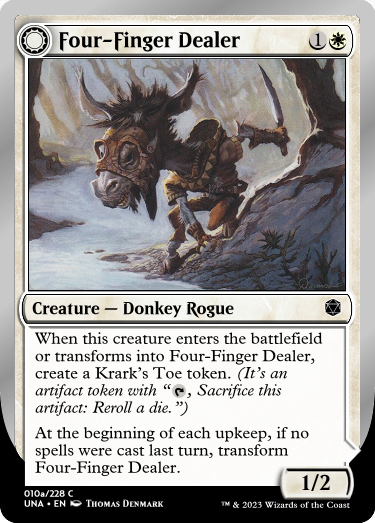 Four-Finger Dealer 1
Creature — Donkey Rogue
When this creature enters the battlefield
or transforms into Four-Finger Dealer,
create a Krark's Toe token. (It's an
artifact token with “, Sacrifice this
artifact: Reroll a die.”)
At the beginning of each upkeep, if no
spells were cast last turn, transform
Four-Finger Dealer.
1/2
010a/228 C
UNA • EN Thomas Denmark ™ & © 2023 Wizards of the Coast